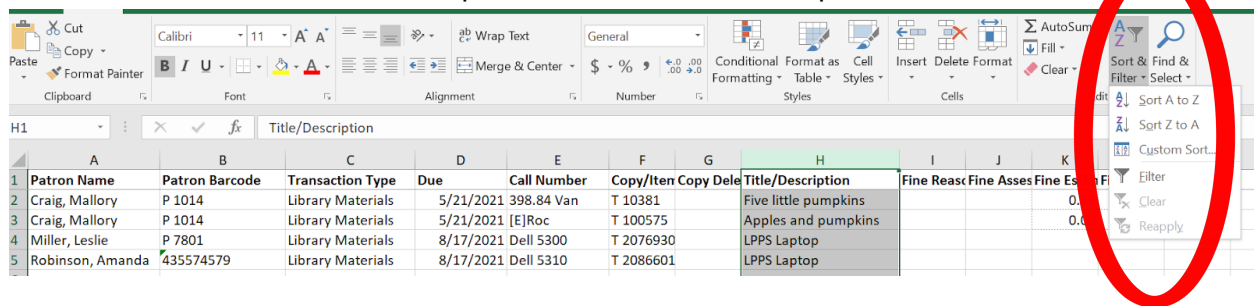 Cut
Copy
Paste
Format Painter
Clipboard
Calibri
11
A A
B I U
A
Font
ab Wrap Text
Merge & Center
Alignment
General
$ % ,
.0 .00
.00 .0
Number
Conditional Formatting
Format as Table
Cell Styles
Styles
Insert Delete Format
Cells
Σ AutoSum
Fill
Clear
Sort & Filter
Find & Select
Sort A to Z
Sort Z to A
Custom Sort...
Filter
Clear
Reapply
H1 fx Title/Description
A B C D E F G H I J K
1 Patron Name Patron Barcode Transaction Type Due Call Number Copy/Item Copy Dele Title/Description Fine Reaso Fine Asses Fine
2 Craig, Mallory P 1014 Library Materials 5/21/2021 398.84 Van T 10381 Five little pumpkins
3 Craig, Mallory P 1014 Library Materials 5/21/2021 [E]Roc T 100575 Apples and pumpkins
4 Miller, Leslie P 7801 Library Materials 8/17/2021 Dell 5300 T 2076930 LPPS Laptop
5 Robinson, Amanda 435574579 Library Materials 8/17/2021 Dell 5310 T 2086601 LPPS Laptop